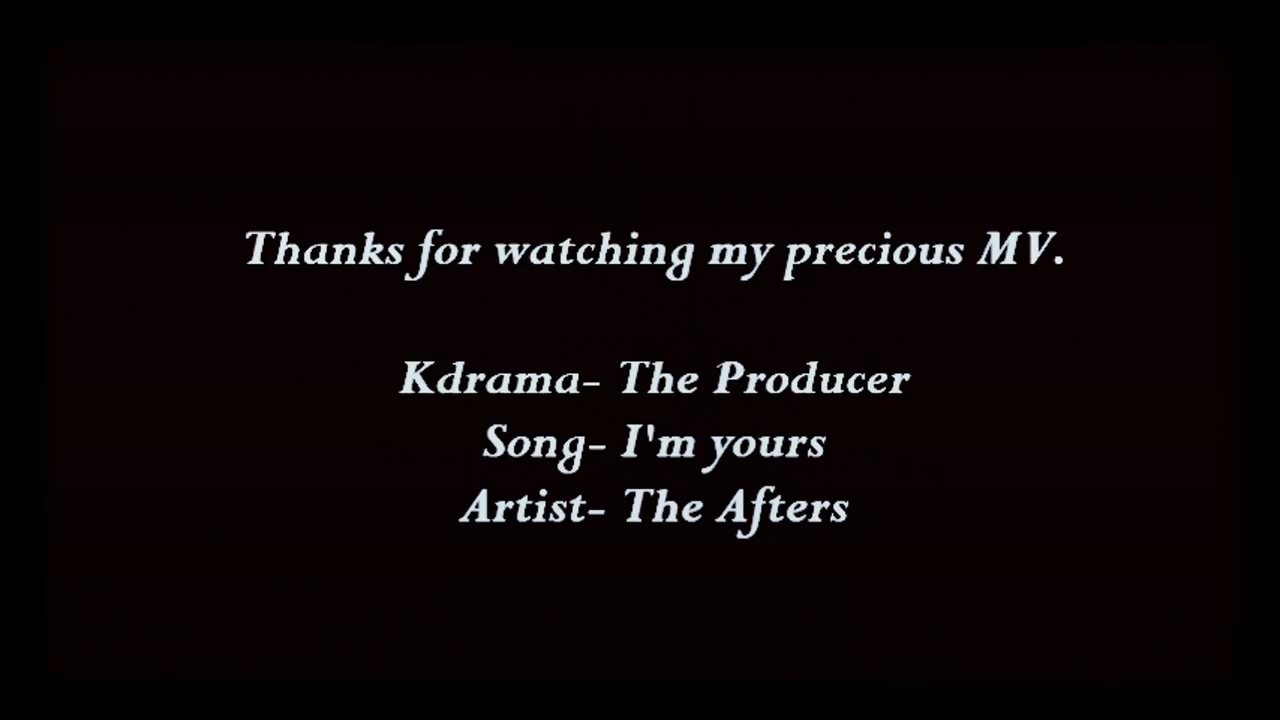 Thanks for watching my precious MV.
Kdrama- The Producer
Song- I'm yours
Artist- The Afters